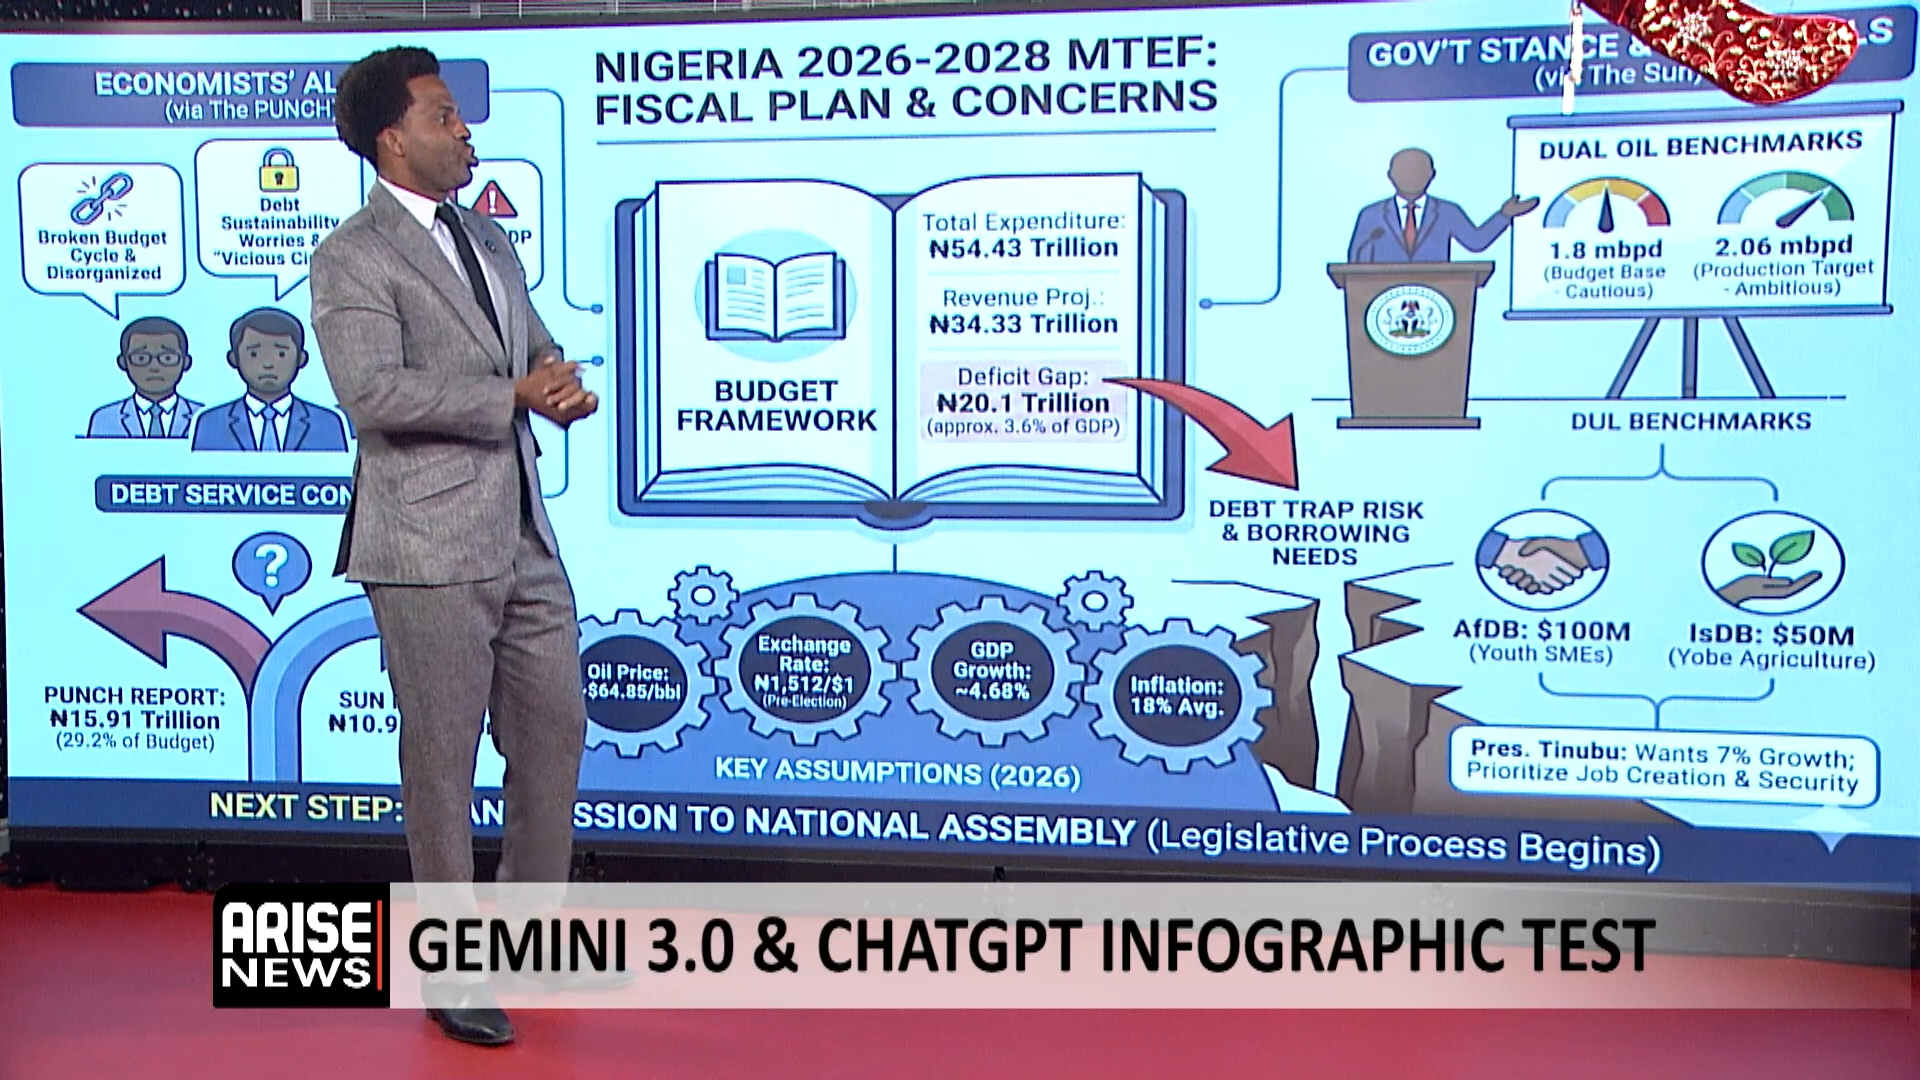 NIGERIA 2026-2028 MTEF:
FISCAL PLAN & CONCERNS
ECONOMISTS'
(via The PUNCH)
Broken Budget
Cycle &
Disorganized
Debt
Sustainability
Worries &
"Vicious
DEBT SERVICE
?
PUNCH REPORT:
₦15.91 Trillion
(29.2% of Budget)
SUN
₦10.9
BUDGET
FRAMEWORK
Total Expenditure:
₦54.43 Trillion
Revenue Proj.:
₦34.33 Trillion
Deficit Gap:
₦20.1 Trillion
(approx. 3.6% of GDP)
DEBT TRAP RISK
& BORROWING
NEEDS
Oil Price:
$64.85/bbl
Exchange
Rate:
₦1,512/$1
(Pre-Election)
GDP
Growth:
~4.68%
Inflation:
18% Avg.
KEY ASSUMPTIONS (2026)
GOV'T STANCE &
(via The Sun)
DUAL OIL BENCHMARKS
1.8 mbpd
(Budget Base
- Cautious)
2.06 mbpd
(Production Target
- Ambitious)
DUL BENCHMARKS
AfDB: $100M
(Youth SMEs)
IsDB: $50M
(Yobe Agriculture)
Pres. Tinubu: Wants 7% Growth;
Prioritize Job Creation & Security
NEXT STEP: TO NATIONAL ASSEMBLY (Legislative Process Begins)
ARISE
NEWS
GEMINI 3.0 & CHATGPT INFOGRAPHIC TEST